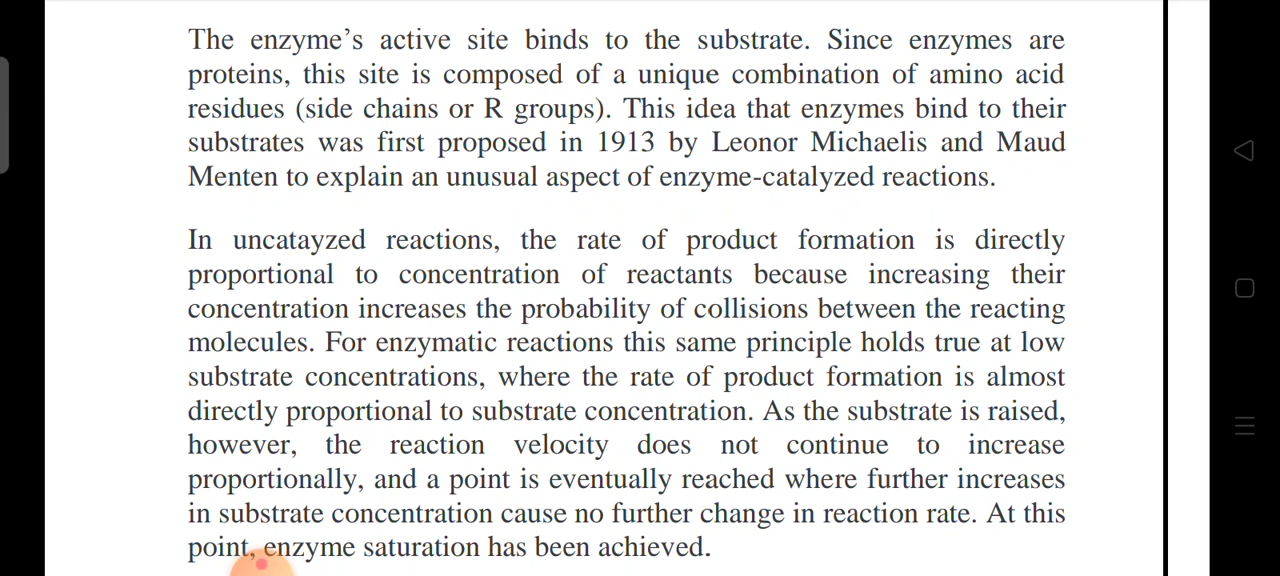 The enzyme’s active site binds to the substrate. Since enzymes are
proteins, this site is composed of a unique combination of amino acid
residues (side chains or R groups). This idea that enzymes bind to their
substrates was first proposed in 1913 by Leonor Michaelis and Maud
Menten to explain an unusual aspect of enzyme-catalyzed reactions.
In uncatayzed reactions, the rate of product formation is directly
proportional to concentration of reactants because increasing their
concentration increases the probability of collisions between the reacting
molecules. For enzymatic reactions this same principle holds true at low
substrate concentrations, where the rate of product formation is almost
directly proportional to substrate concentration. As the substrate is raised,
however, the reaction velocity does not continue to increase
proportionally, and a point is eventually reached where further increases
in substrate concentration cause no further change in reaction rate. At this
point, enzyme saturation has been achieved.